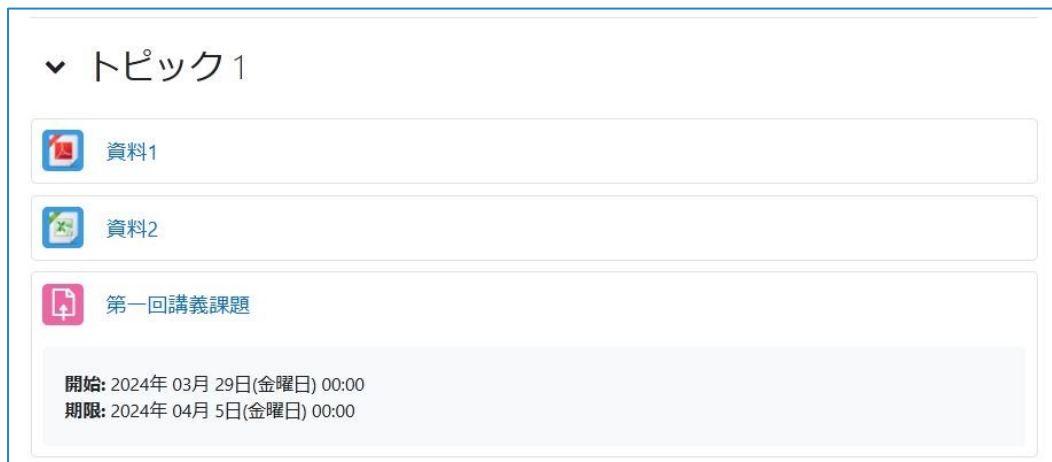 トピック1
資料1
資料2
第一回講義課題
開始: 2024年 03月 29日(金曜日) 00:00
期限: 2024年 04月 5日(金曜日) 00:00